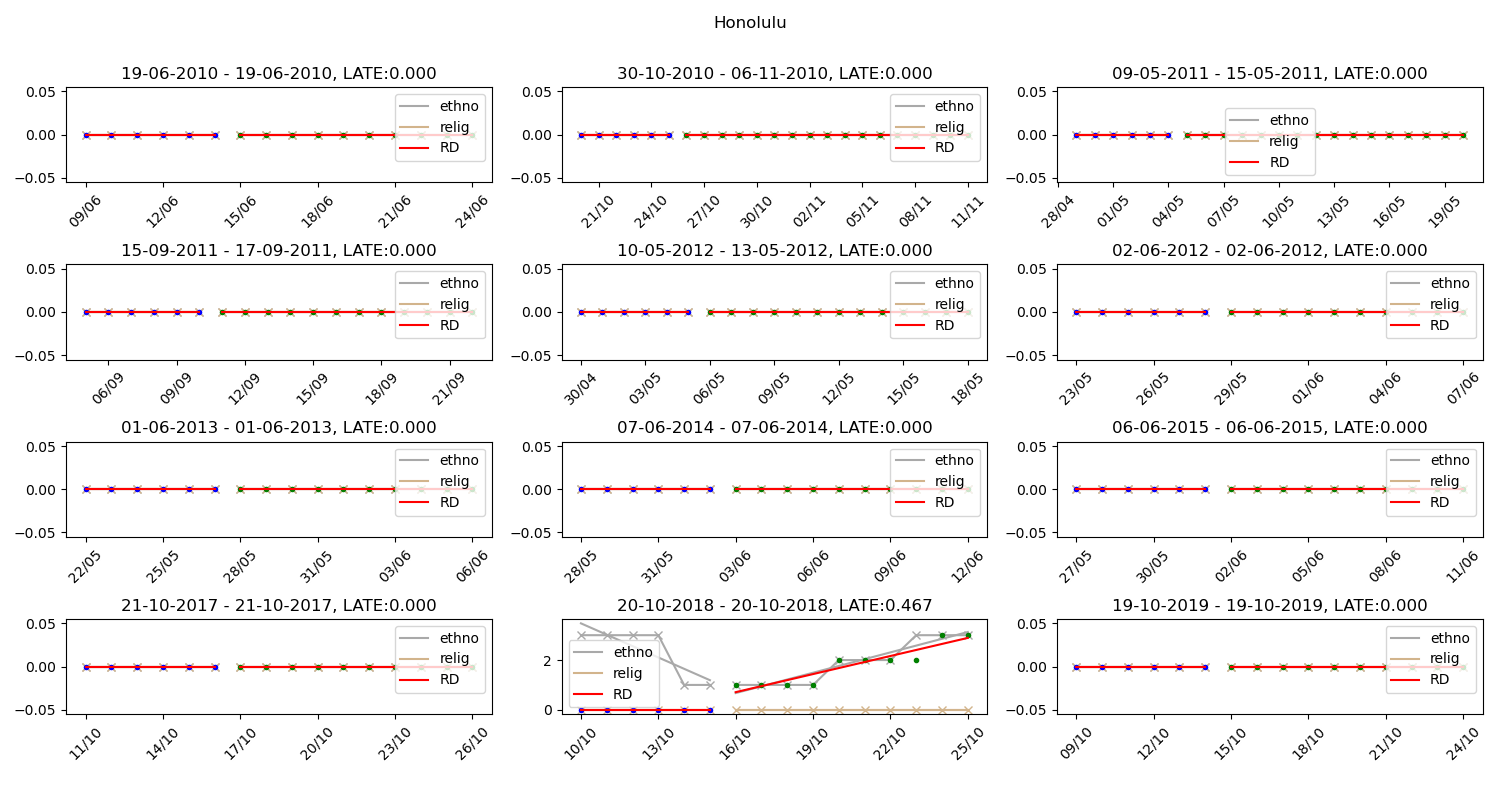 Honolulu
19-06-2010 - 19-06-2010, LATE:0.000
0.05
0.00
−0.05
ethno
relig
RD
09/06 12/06 15/06 18/06 21/06 24/06
30-10-2010 - 06-11-2010, LATE:0.000
0.05
0.00
−0.05
ethno
relig
RD
21/10 24/10 27/10 30/10 02/11 05/11 08/11 11/11
09-05-2011 - 15-05-2011, LATE:0.000
0.05
0.00
−0.05
ethno
relig
RD
28/04 01/05 04/05 07/05 10/05 13/05 16/05 19/05
15-09-2011 - 17-09-2011, LATE:0.000
0.05
0.00
−0.05
ethno
relig
RD
06/09 09/09 12/09 15/09 18/09 21/09
10-05-2012 - 13-05-2012, LATE:0.000
0.05
0.00
−0.05
ethno
relig
RD
30/04 03/05 06/05 09/05 12/05 15/05 18/05
02-06-2012 - 02-06-2012, LATE:0.000
0.05
0.00
−0.05
ethno
relig
RD
23/05 26/05 29/05 01/06 04/06 07/06
01-06-2013 - 01-06-2013, LATE:0.000
0.05
0.00
−0.05
ethno
relig
RD
22/05 25/05 28/05 31/05 03/06 06/06
07-06-2014 - 07-06-2014, LATE:0.000
0.05
0.00
−0.05
ethno
relig
RD
28/05 31/05 03/06 06/06 09/06 12/06
06-06-2015 - 06-06-2015, LATE:0.000
0.05
0.00
−0.05
ethno
relig
RD
27/05 30/05 02/06 05/06 08/06 11/06
21-10-2017 - 21-10-2017, LATE:0.000
0.05
0.00
−0.05
ethno
relig
RD
11/10 14/10 17/10 20/10 23/10 26/10
20-10-2018 - 20-10-2018, LATE:0.467
2
0
ethno
relig
RD
10/10 13/10 16/10 19/10 22/10 25/10
19-10-2019 - 19-10-2019, LATE:0.000
0.05
0.00
−0.05
ethno
relig
RD
09/10 12/10 15/10 18/10 21/10 24/10